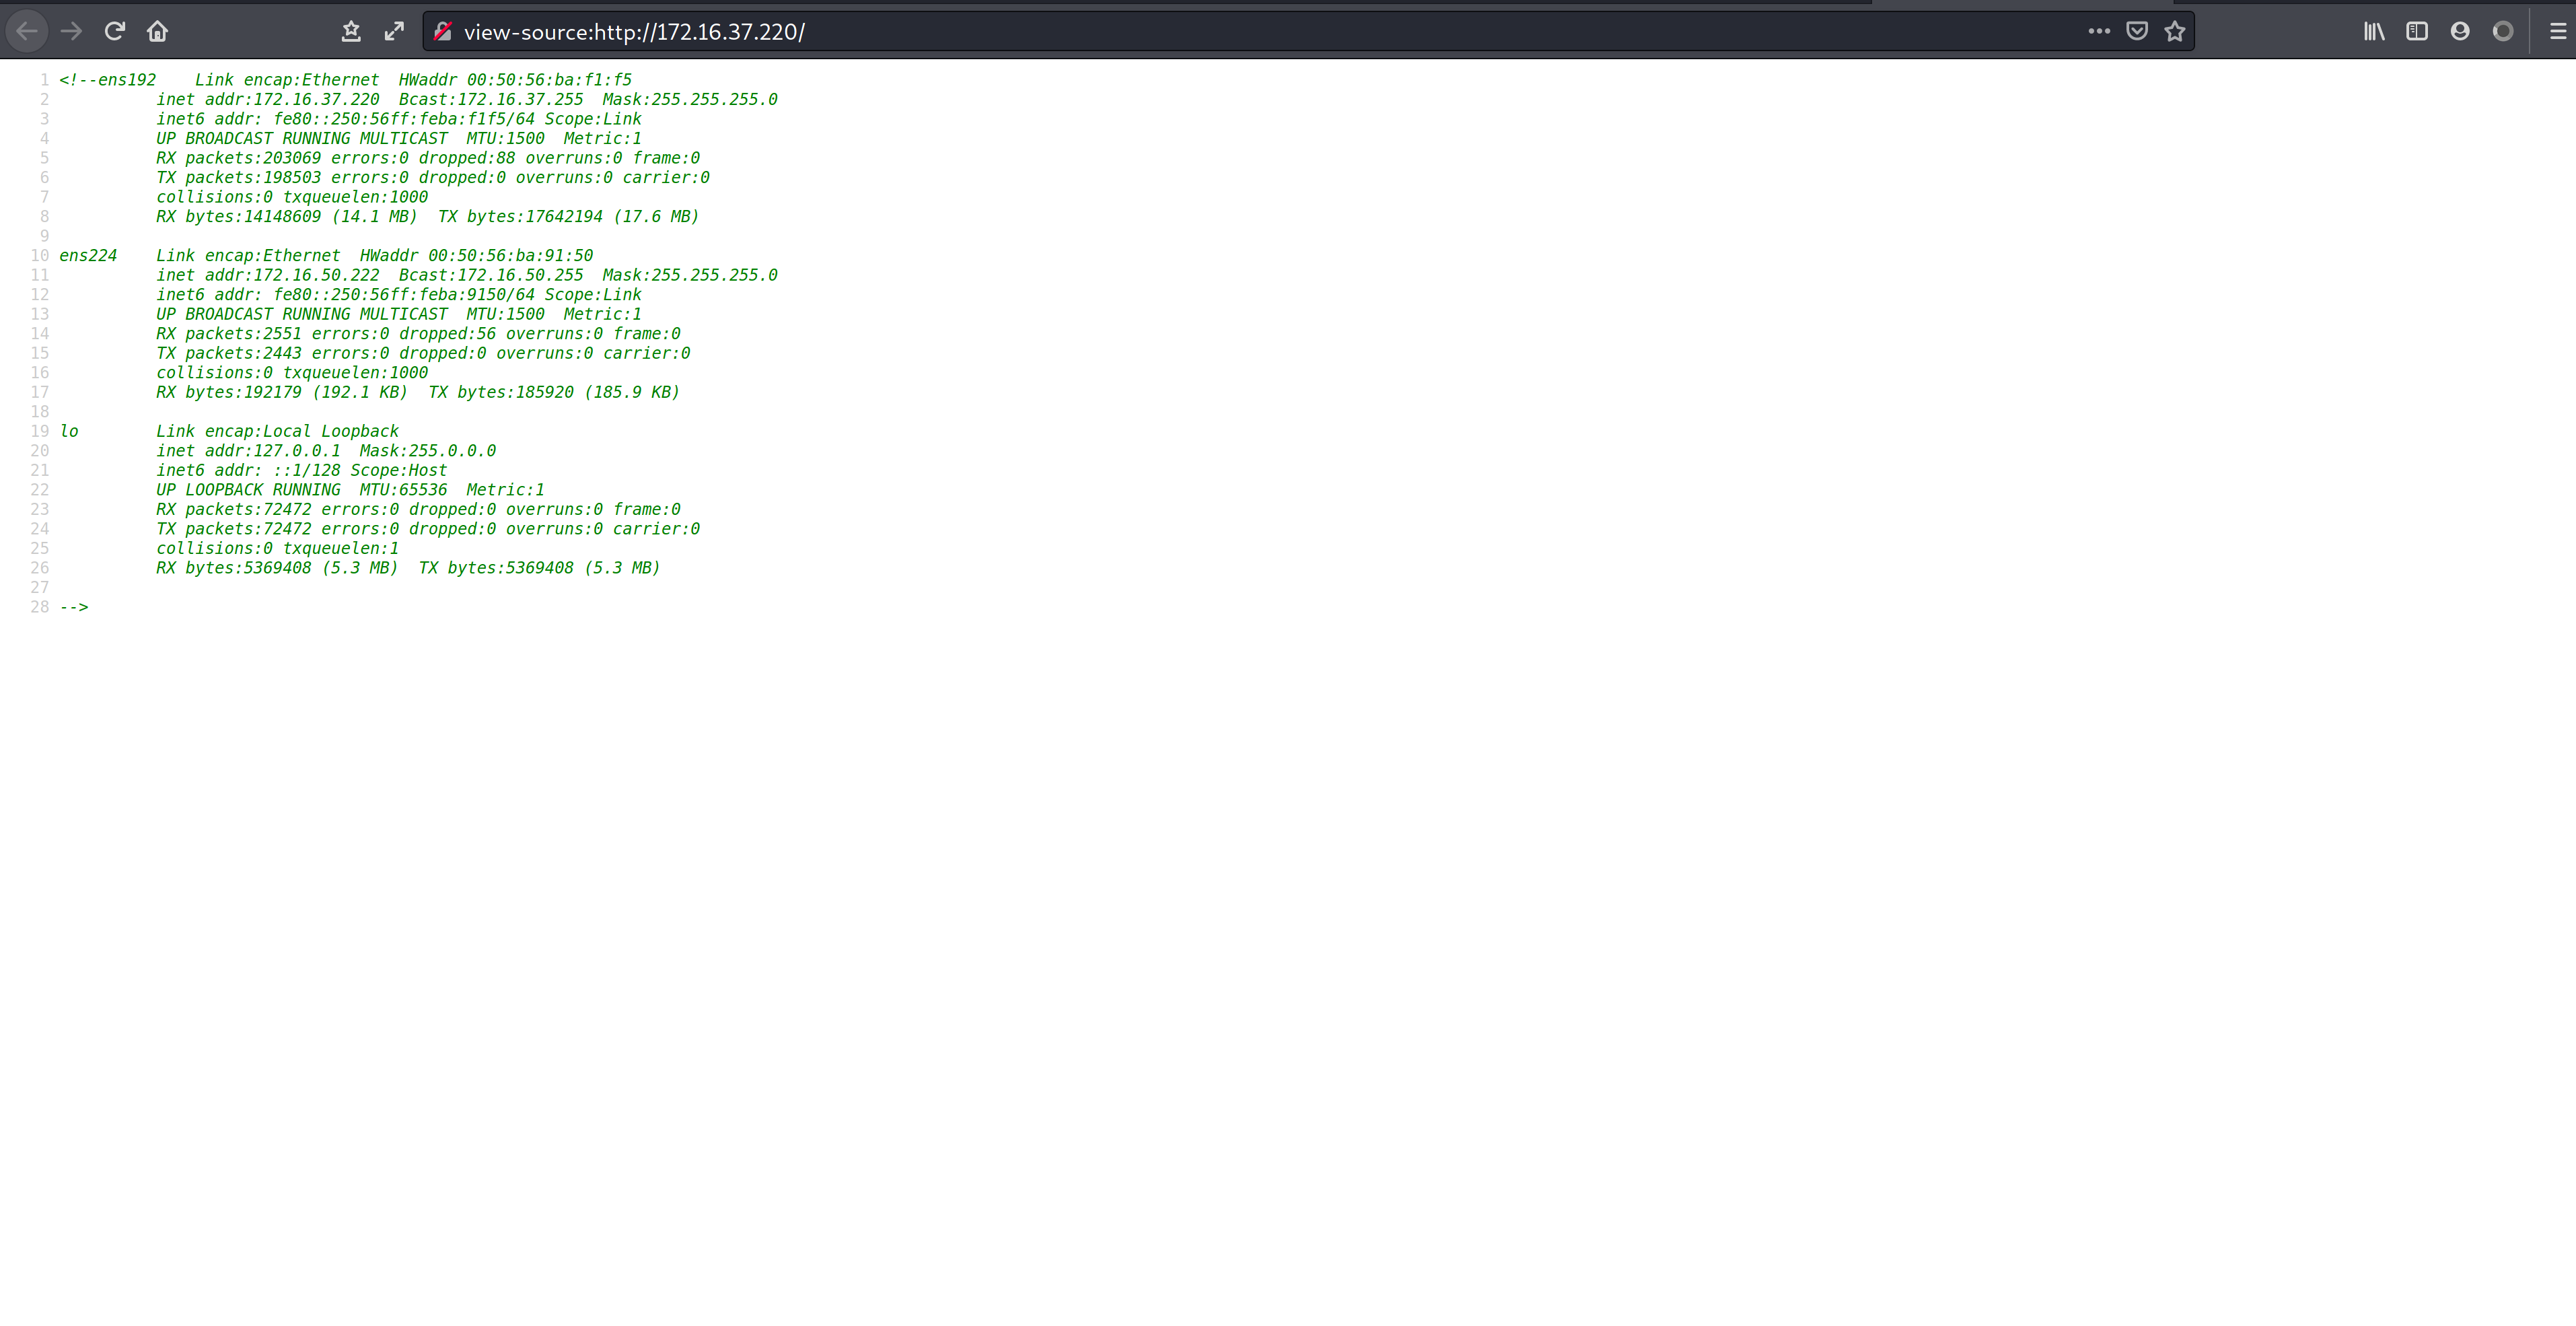 view-source:http://172.16.37.220/
1 <!--ens192    Link encap:Ethernet  HWaddr 00:50:56:ba:f1:f5
2           inet addr:172.16.37.220  Bcast:172.16.37.255  Mask:255.255.255.0
3           inet6 addr: fe80::250:56ff:feba:f1f5/64 Scope:Link
4           UP BROADCAST RUNNING MULTICAST  MTU:1500  Metric:1
5           RX packets:203069 errors:0 dropped:88 overruns:0 frame:0
6           TX packets:198503 errors:0 dropped:0 overruns:0 carrier:0
7           collisions:0 txqueuelen:1000
8           RX bytes:14148609 (14.1 MB)  TX bytes:17642194 (17.6 MB)
9
10 ens224    Link encap:Ethernet  HWaddr 00:50:56:ba:91:50
11           inet addr:172.16.50.222  Bcast:172.16.50.255  Mask:255.255.255.0
12           inet6 addr: fe80::250:56ff:feba:9150/64 Scope:Link
13           UP BROADCAST RUNNING MULTICAST  MTU:1500  Metric:1
14           RX packets:2551 errors:0 dropped:56 overruns:0 frame:0
15           TX packets:2443 errors:0 dropped:0 overruns:0 carrier:0
16           collisions:0 txqueuelen:1000
17           RX bytes:192179 (192.1 KB)  TX bytes:185920 (185.9 KB)
18
19 lo        Link encap:Local Loopback
20           inet addr:127.0.0.1  Mask:255.0.0.0
21           inet6 addr: ::1/128 Scope:Host
22           UP LOOPBACK RUNNING  MTU:65536  Metric:1
23           RX packets:72472 errors:0 dropped:0 overruns:0 frame:0
24           TX packets:72472 errors:0 dropped:0 overruns:0 carrier:0
25           collisions:0 txqueuelen:1
26           RX bytes:5369408 (5.3 MB)  TX bytes:5369408 (5.3 MB)
27
28 -->